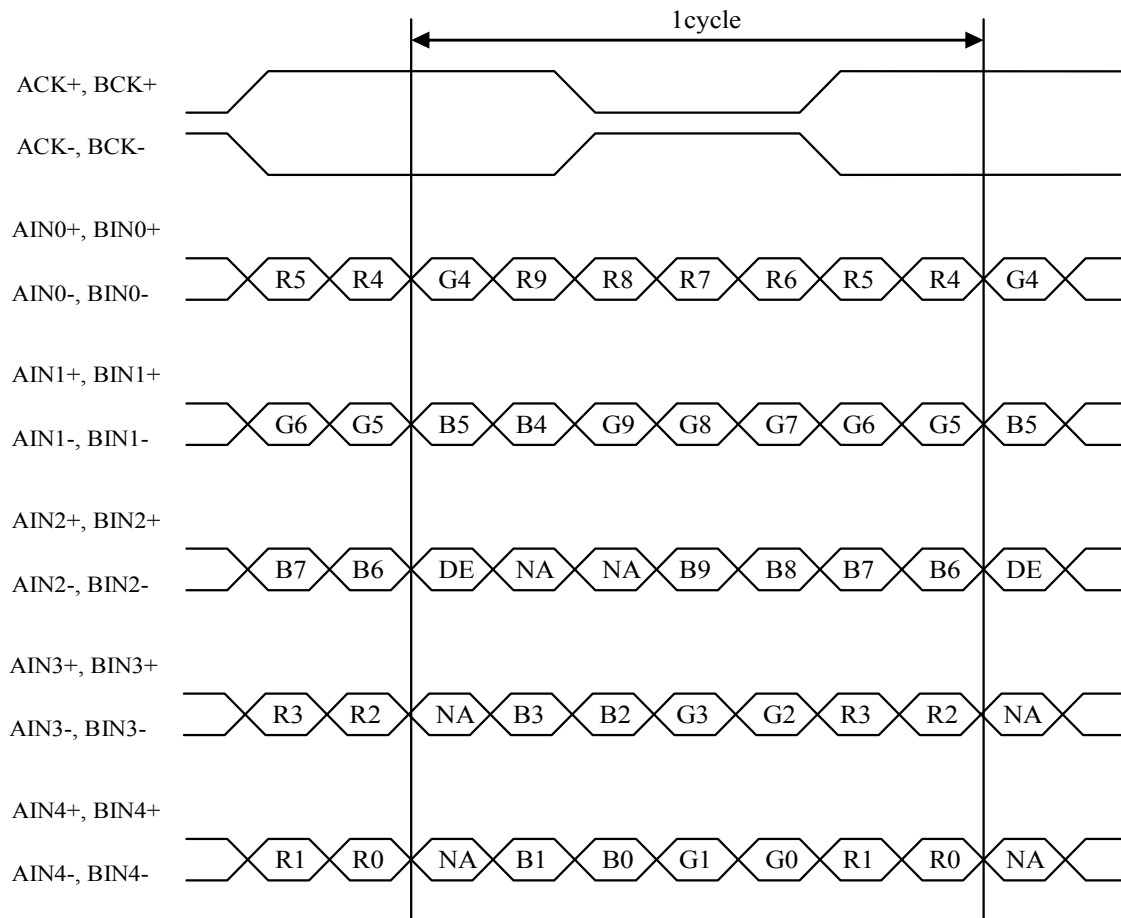 1cycle
ACK+, BCK+
ACK-, BCK-
AIN0+, BIN0+
R5 R4 G4 R9 R8 R7 R6 R5 R4 G4
AIN0-, BIN0-
AIN1+, BIN1+
G6 G5 B5 B4 G9 G8 G7 G6 G5 B5
AIN1-, BIN1-
AIN2+, BIN2+
B7 B6 DE NA NA B9 B8 B7 B6 DE
AIN2-, BIN2-
AIN3+, BIN3+
R3 R2 NA B3 B2 G3 G2 R3 R2 NA
AIN3-, BIN3-
AIN4+, BIN4+
R1 R0 NA B1 B0 G1 G0 R1 R0 NA
AIN4-, BIN4-